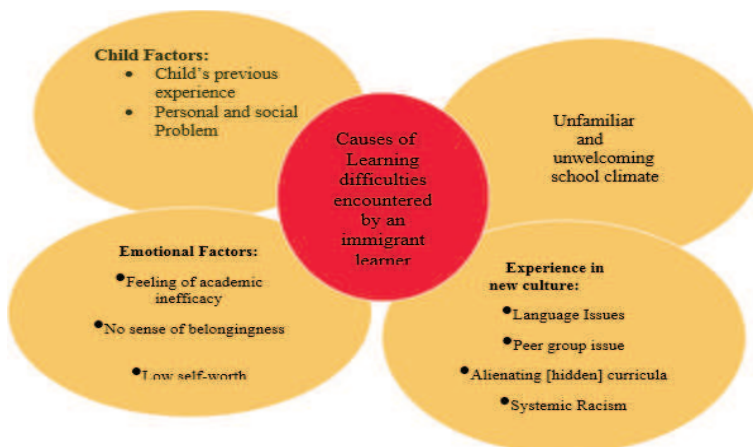 Child Factors:
• Child's previous
experience
• Personal and social
Problem
Causes of
Learning
difficulties
encountered
by an
immigrant
learner
Unfamiliar
and
unwelcoming
school climate
Emotional Factors:
•Feeling of academic
inefficacy
•No sense of belongingness
•Low self-worth
Experience in
new culture:
•Language Issues
•Peer group issue
•Alienating [hidden] curricula
•Systemic Racism